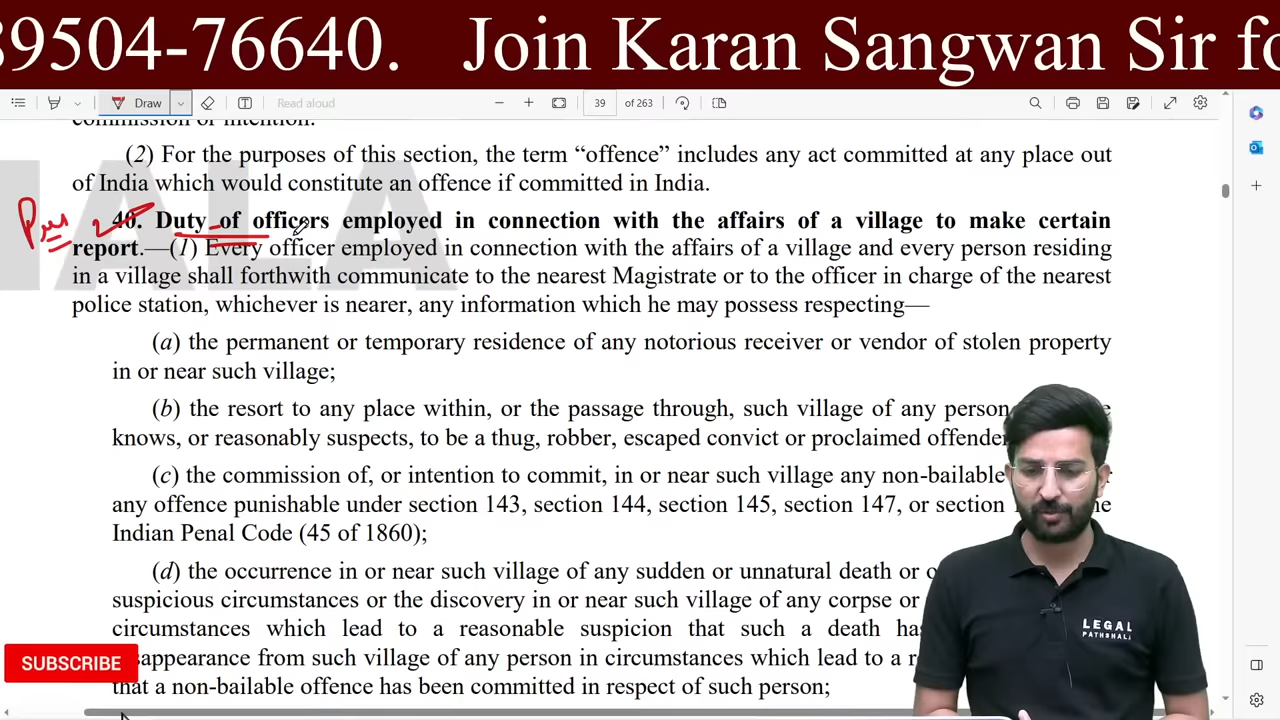 89504-76640. Join Karan Sangwan Sir fo
Draw
Read aloud
39 of 263
commission or intention.
(2) For the purposes of this section, the term “offence” includes any act committed at any place out
of India which would constitute an offence if committed in India.
Pres
40. Duty of officers employed in connection with the affairs of a village to make certain
report.—(1) Every officer employed in connection with the affairs of a village and every person residing
in a village shall forthwith communicate to the nearest Magistrate or to the officer in charge of the nearest
police station, whichever is nearer, any information which he may possess respecting—
(a) the permanent or temporary residence of any notorious receiver or vendor of stolen property
in or near such village;
(b) the resort to any place within, or the passage through, such village of any person
knows, or reasonably suspects, to be a thug, robber, escaped convict or proclaimed offender
(c) the commission of, or intention to commit, in or near such village any non-bailable
any offence punishable under section 143, section 144, section 145, section 147, or section
Indian Penal Code (45 of 1860);
(d) the occurrence in or near such village of any sudden or unnatural death or
suspicious circumstances or the discovery in or near such village of any corpse or
circumstances which lead to a reasonable suspicion that such a death
sappearance from such village of any person in circumstances which lead to a
that a non-bailable offence has been committed in respect of such person;
LEGAL
PATHSHALA
SUBSCRIBE